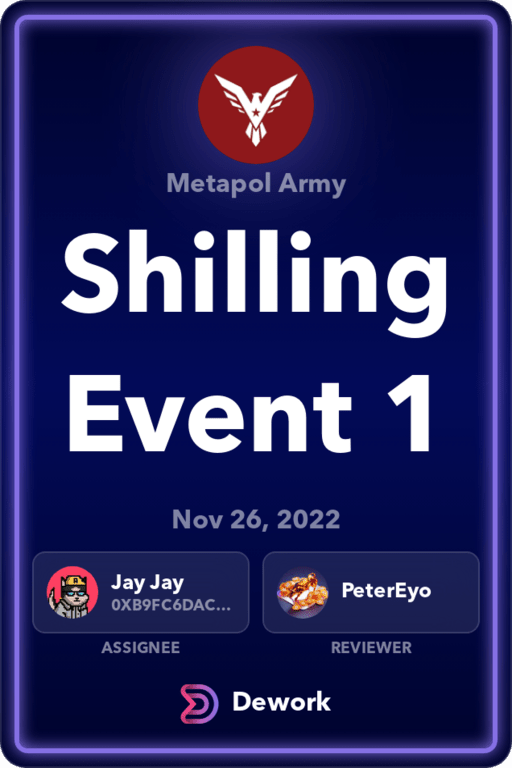 Metapol Army
Shilling
Event 1
Nov 26, 2022
Jay Jay
0XB9FC6DAC...
ASSIGNEE
PeterEyo
REVIEWER
Dework